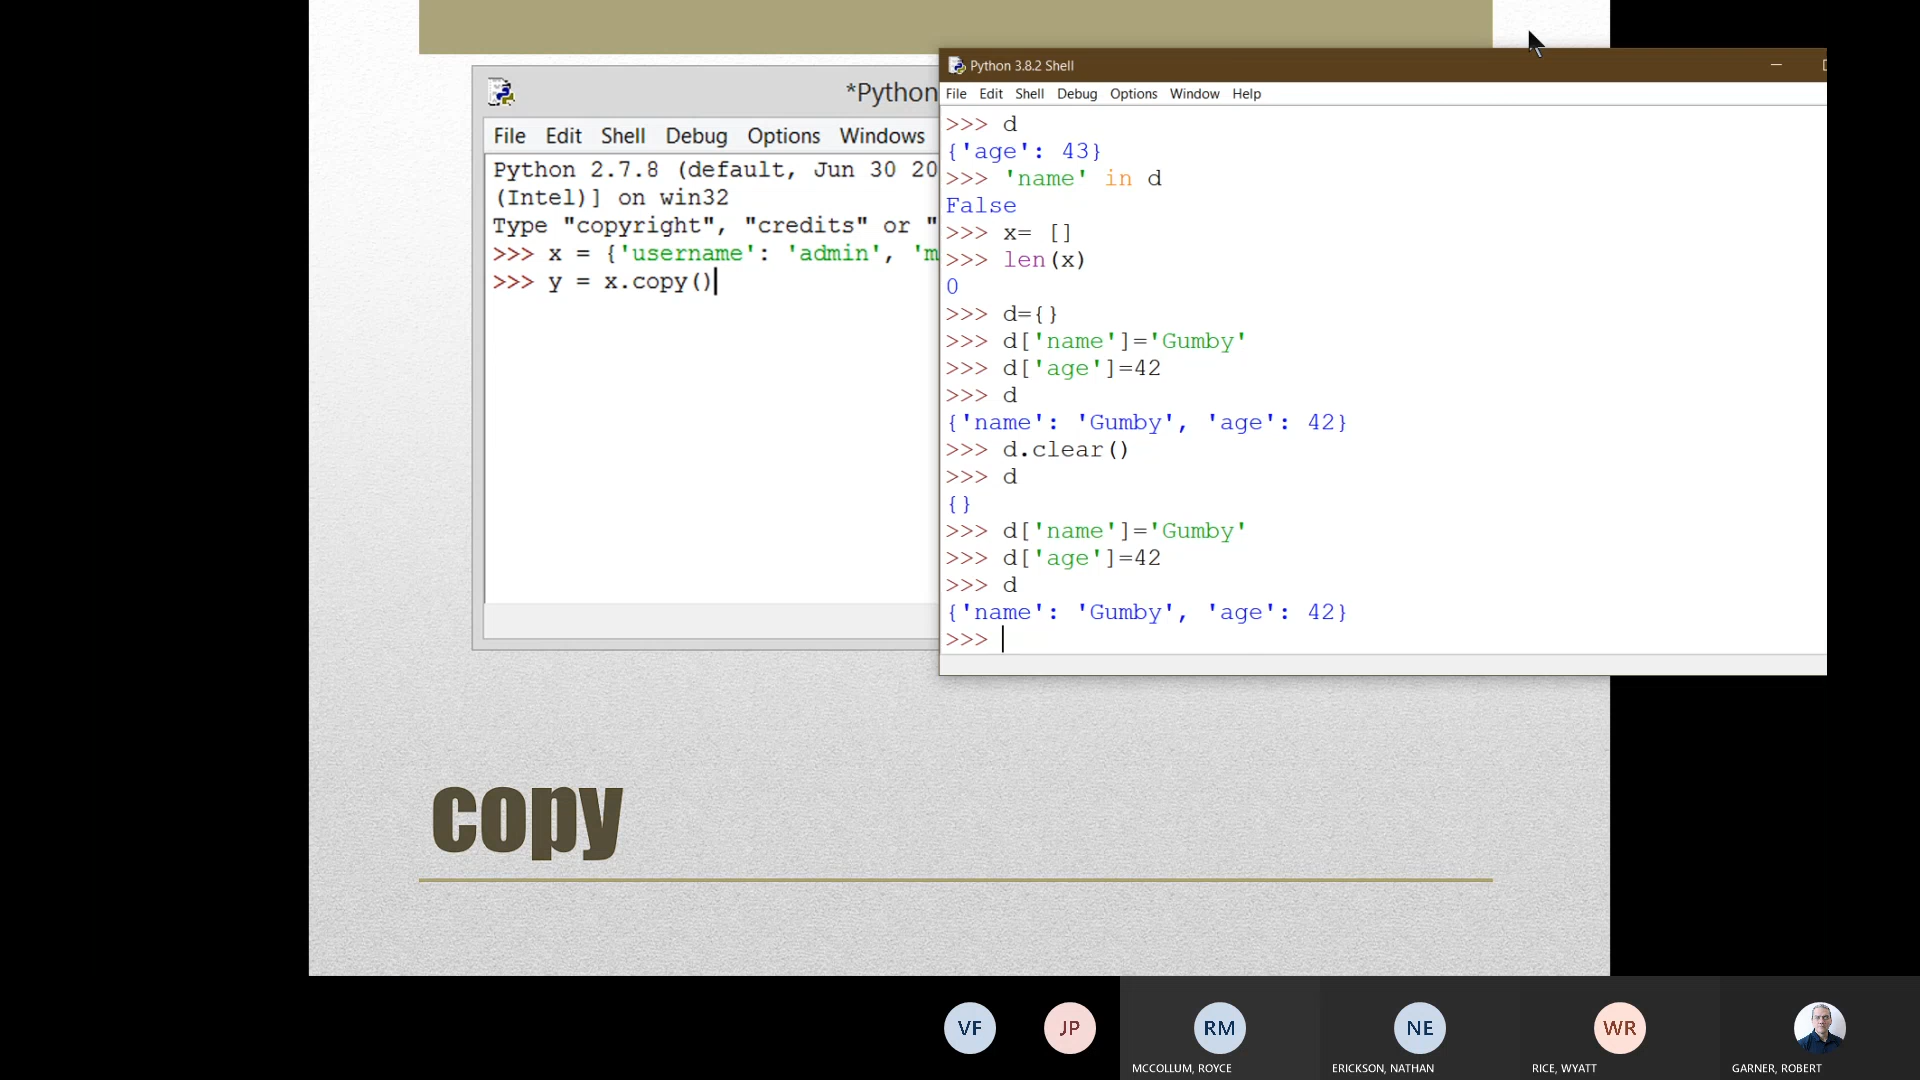 *Python
File Edit Shell Debug Options Windows
Python 2.7.8 (default, Jun 30 20
(Intel)] on win32
Type "copyright", "credits" or "
>>> x = {'username': 'admin', 'm
>>> y = x.copy()
Python 3.8.2 Shell
File Edit Shell Debug Options Window Help
>>> d
{'age': 43}
>>> 'name' in d
False
>>> x= []
>>> len(x)
0
>>> d={}
>>> d['name']='Gumby'
>>> d['age']=42
>>> d
{'name': 'Gumby', 'age': 42}
>>> d.clear()
>>> d
{}
>>> d['name']='Gumby'
>>> d['age']=42
>>> d
{'name': 'Gumby', 'age': 42}
>>>
copy
VF JP RM NE WR
MCCOLLUM, ROYCE ERICKSON, NATHAN RICE, WYATT GARNER, ROBERT